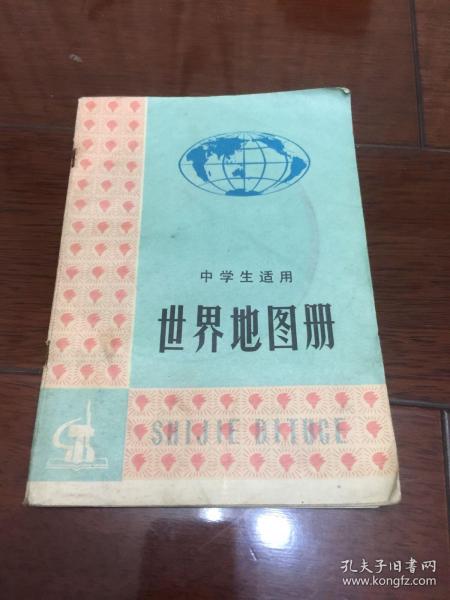 中学生适用
世界地图册
SHIJIE DITUCE
孔夫子旧书网
www.kongfz.com